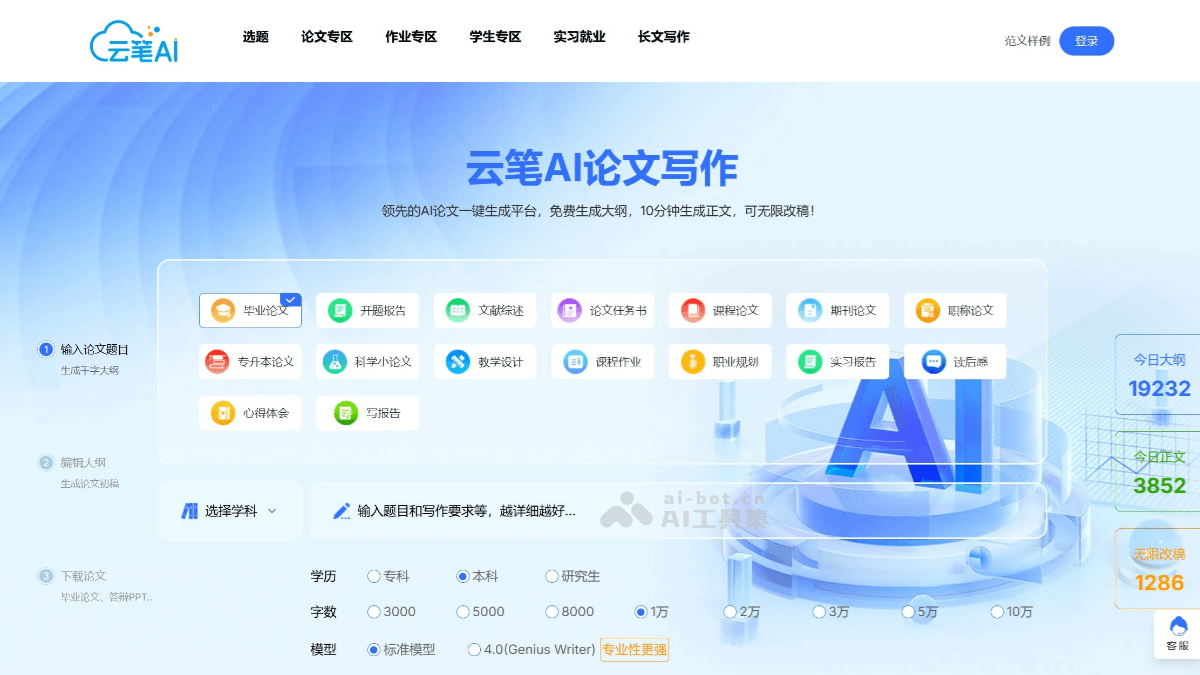 云笔AI
选题 论文专区 作业专区 学生专区 实习就业 长文写作
范文样例 登录
云笔AI论文写作
领先的AI论文一键生成平台，免费生成大纲，10分钟生成正文，可无限改稿！
毕业论文 开题报告 文献综述 论文任务书 课程论文 期刊论文 职称论文
专升本论文 科学小论文 教学设计 课程作业 职业规划 实习报告 读后感
心得体会 写报告
1 输入论文题目
生成千字大纲
2 编辑大纲
生成论文初稿
3 下载论文
毕业论文、答辩PPT..
选择学科 输入题目和写作要求等，越详细越好...
ai-bot.cn
AI工具集
学历 专科 本科 研究生
字数 3000 5000 8000 1万 2万 3万 5万 10万
模型 标准模型 4.0(Genius Writer) 专业性更强
今日大纲
19232
今日正文
3852
无限改稿
1286
客服
AI